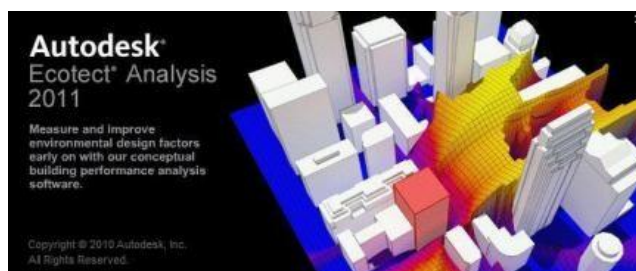 Autodesk®
Ecotect® Analysis
2011
Measure and improve
environmental design factors
early on with our conceptual
building performance analysis
software.
Copyright © 2010 Autodesk, Inc.
All Rights Reserved.